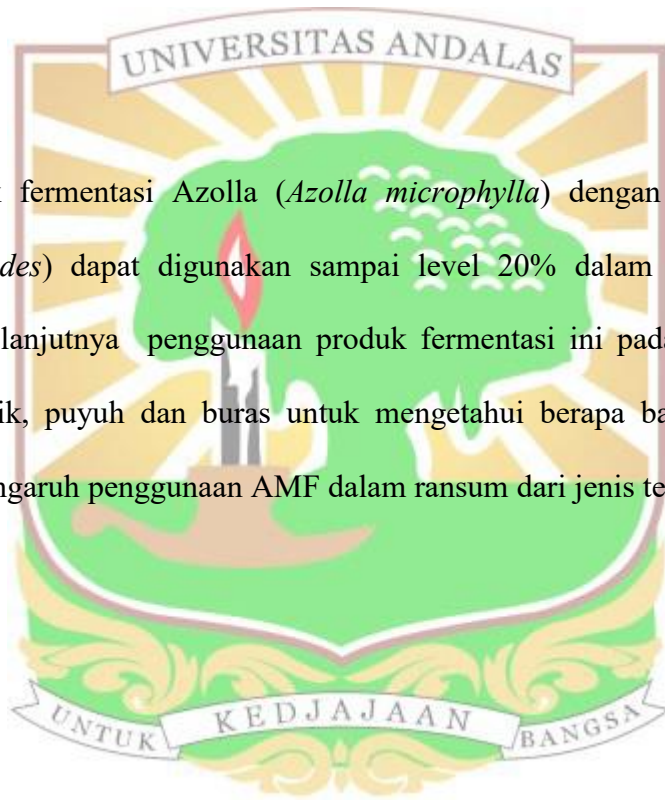 UNIVERSITAS ANDALAS
fermentasi Azolla (Azolla microphylla) dengan
des) dapat digunakan sampai level 20% dalam
lanjutnya penggunaan produk fermentasi ini pada
ik, puyuh dan buras untuk mengetahui berapa ba
ngaruh penggunaan AMF dalam ransum dari jenis te
UNTUK KEDJAJAAN BANGSA